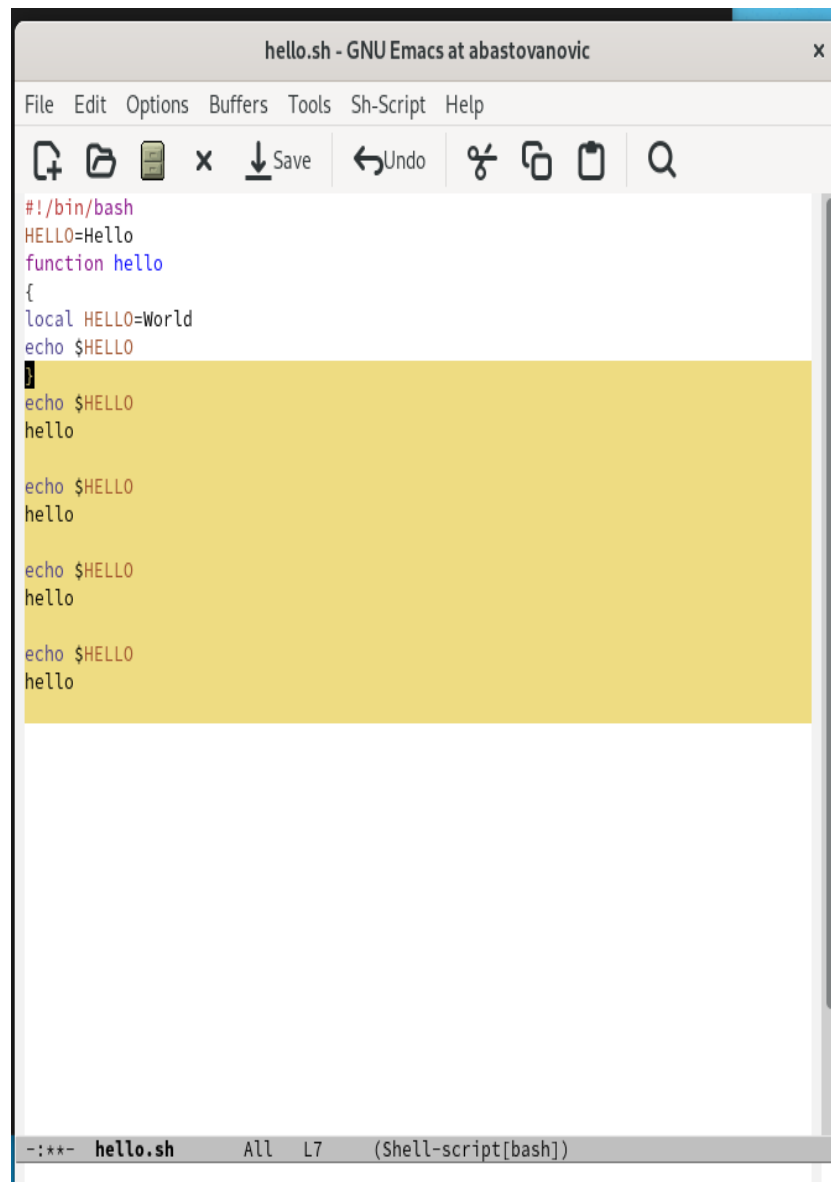 hello.sh - GNU Emacs at abastovanovic
File Edit Options Buffers Tools Sh-Script Help
Save Undo
#!/bin/bash
HELLO=Hello
function hello
{
local HELLO=World
echo $HELLO
}
echo $HELLO
hello
echo $HELLO
hello
echo $HELLO
hello
echo $HELLO
hello
-:**- hello.sh All L7 (Shell-script[bash])